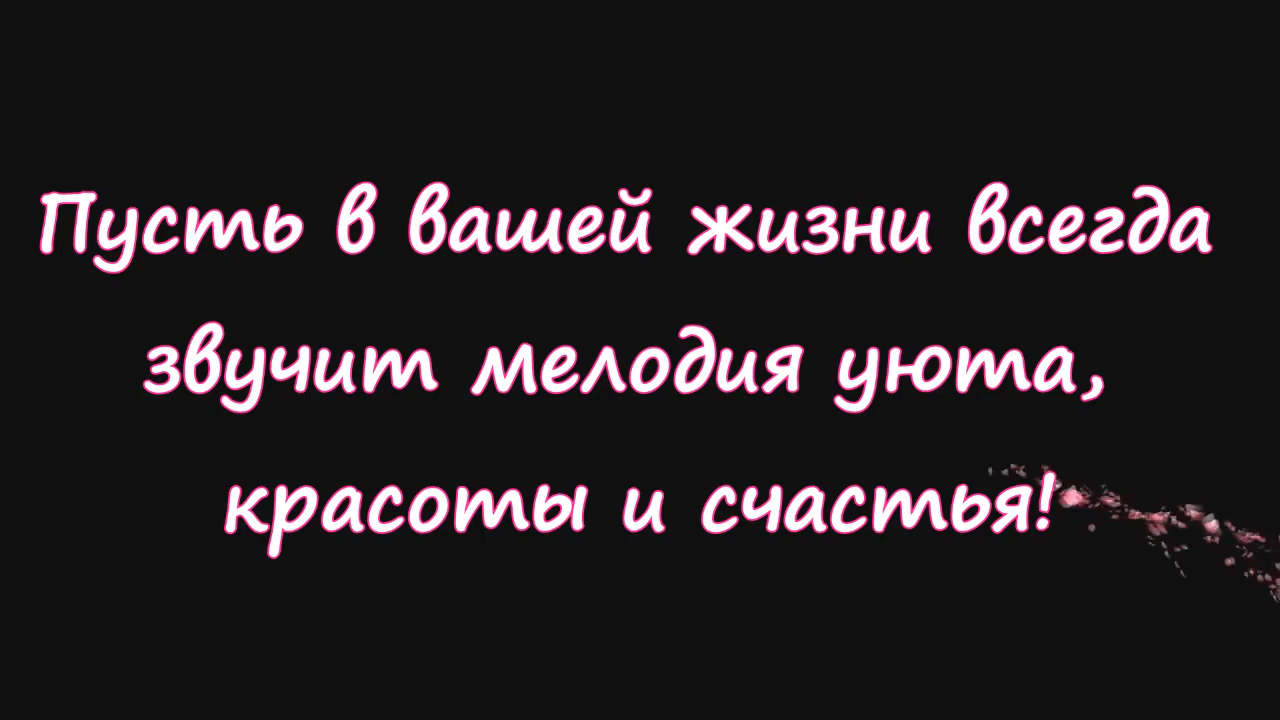 Пусть в вашей жизни всегда
звучит мелодия уюта,
красоты и счастья!